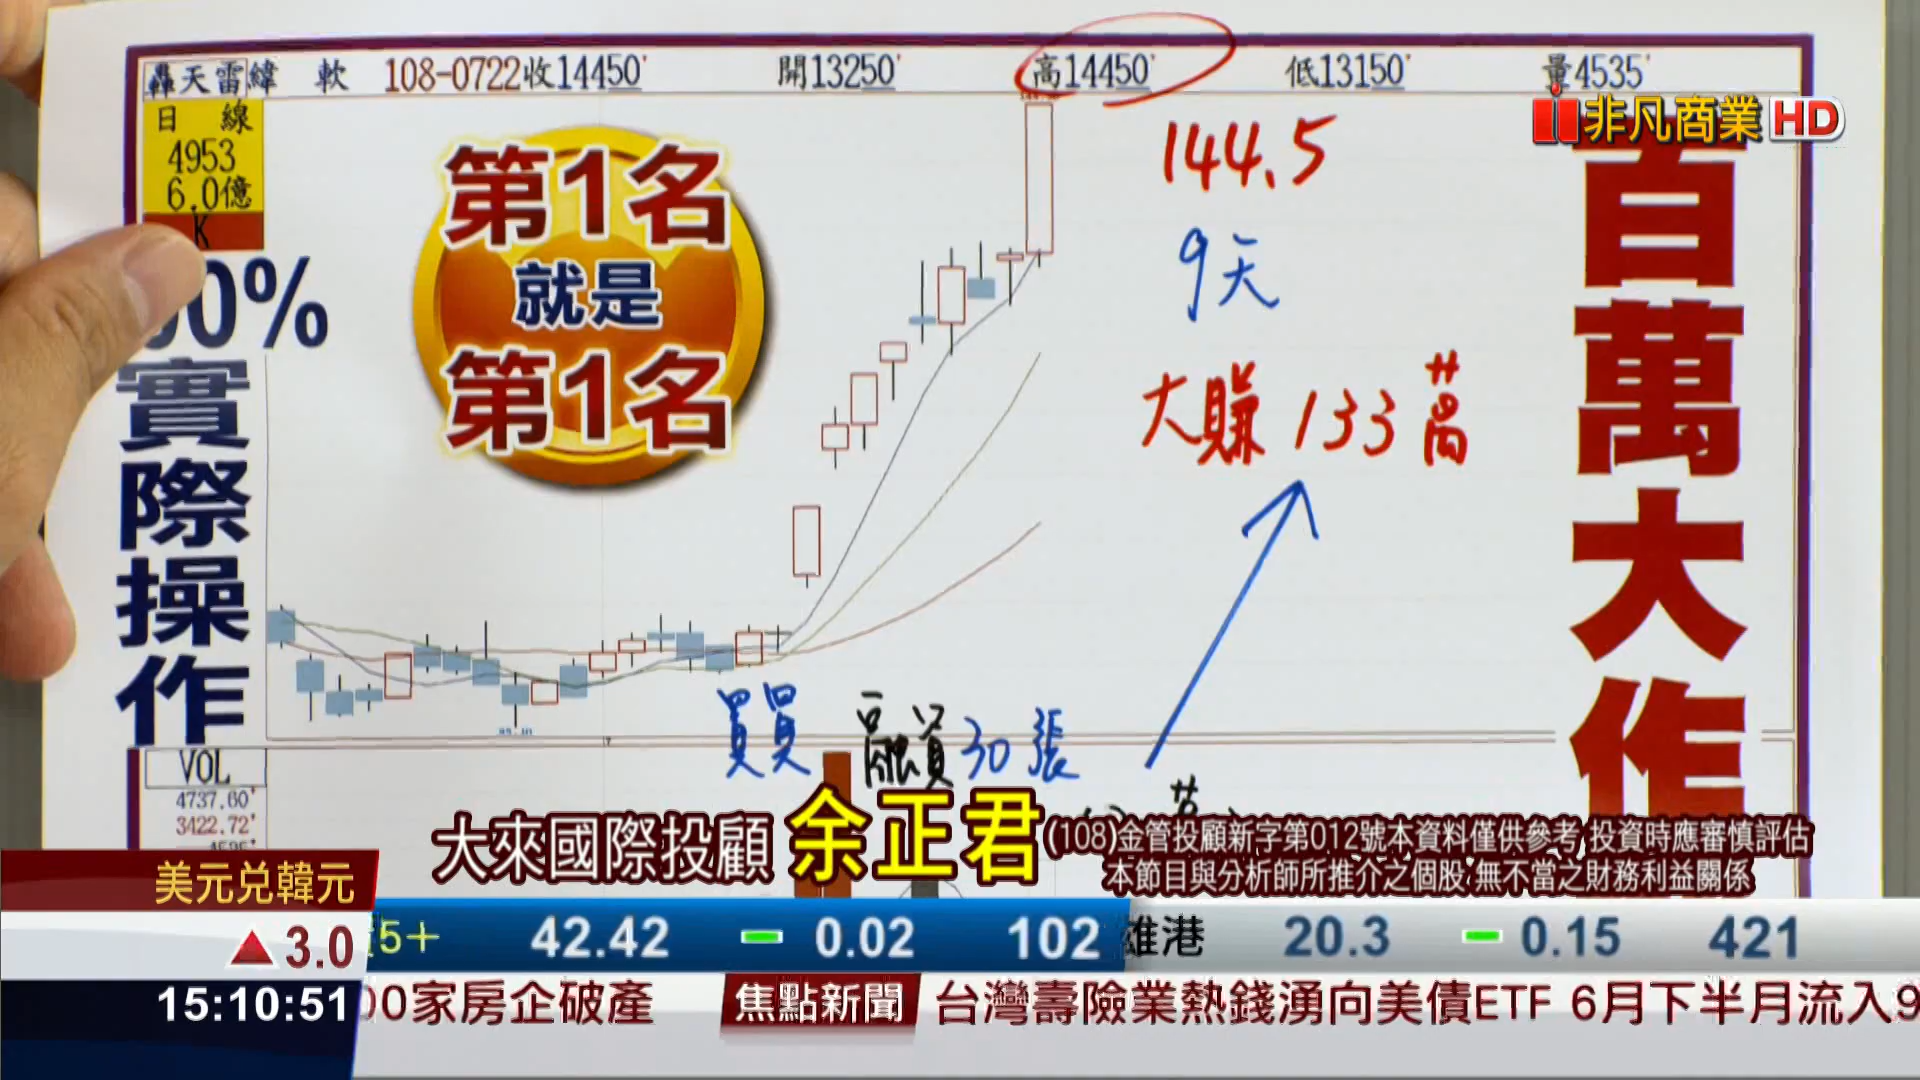 轟天雷緯軟 108-0722收14450' 開13250' 高14450' 低13150' 量4535'
非凡商業HD
日線
4953
6.0億
K
0%
實際操作
第1名
就是
第1名
144.5
9天
大賺133萬
百萬大作
買買 融資30張
VOL
4737.60'
3422.72'
大來國際投顧 余正君
(108)金管投顧新字第012號本資料僅供參考 投資時應審慎評估
本節目與分析師所推介之個股 無不當之財務利益關係
美元兌韓元
▲3.0
5+ 42.42 0.02 102
雄港 20.3 0.15 421
15:10:51
00家房企破產 焦點新聞 台灣壽險業熱錢湧向美債ETF 6月下半月流入9